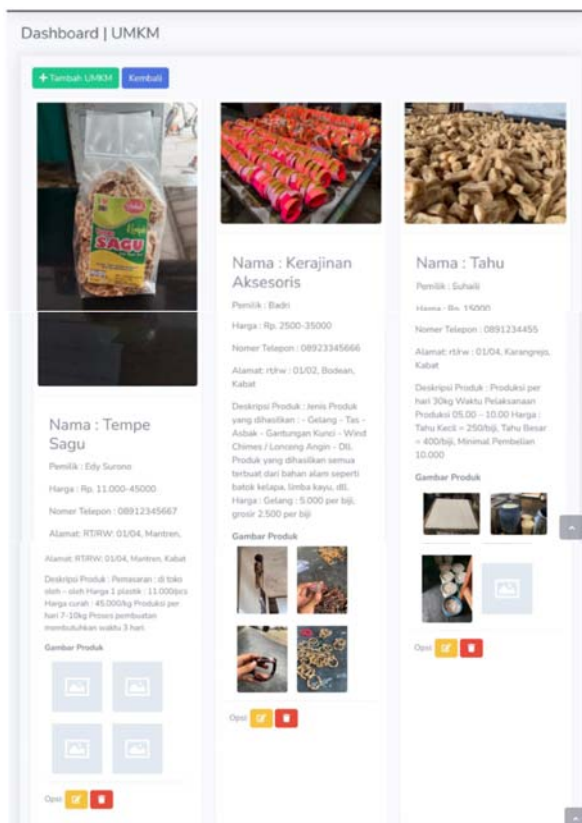 Dashboard | UMKM
+ Tambah UMKM Kembali
SAGU
Nama : Tempe
Sagu
Pemilik : Edy Surono
Harga : Rp. 11.000-45000
Nomer Telepon : 08912345667
Alamat: RT/RW: 01/04, Mantren,
Alamat: RT/RW: 01/04, Mantren, Kabat
Deskripsi Produk : Pemasaran : di toko
oleh – oleh Harga 1 plastik : 11.000/pcs
Harga curah : 45.000/kg Produksi per
hari 7-10kg Proses pembuatan
membutuhkan waktu 3 hari.
Gambar Produk
Opsi
Nama : Kerajinan
Aksesoris
Pemilik : Badri
Harga : Rp. 2500-35000
Nomer Telepon : 08923345666
Alamat: rt/rw : 01/02, Bodean,
Kabat
Deskripsi Produk : Jenis Produk
yang dihasilkan : - Gelang - Tas -
Asbak - Gantungan Kunci - Wind
Chimes / Lonceng Angin - Dll.
Produk yang dihasilkan semua
terbuat dari bahan alam seperti
batok kelapa, limba kayu, dll.
Harga : Gelang : 5.000 per biji,
grosir 2.500 per biji
Gambar Produk
Opsi
Nama : Tahu
Pemilik : Suhaili
Harga : Rp. 15000
Nomer Telepon : 0891234455
Alamat: rt/rw : 01/04, Karangrejo,
Kabat
Deskripsi Produk : Produksi per
hari 30kg Waktu Pelaksanaan
Produksi 05.00 – 10.00 Harga :
Tahu Kecil = 250/biji, Tahu Besar
= 400/biji, Minimal Pembelian
10.000
Gambar Produk
Opsi